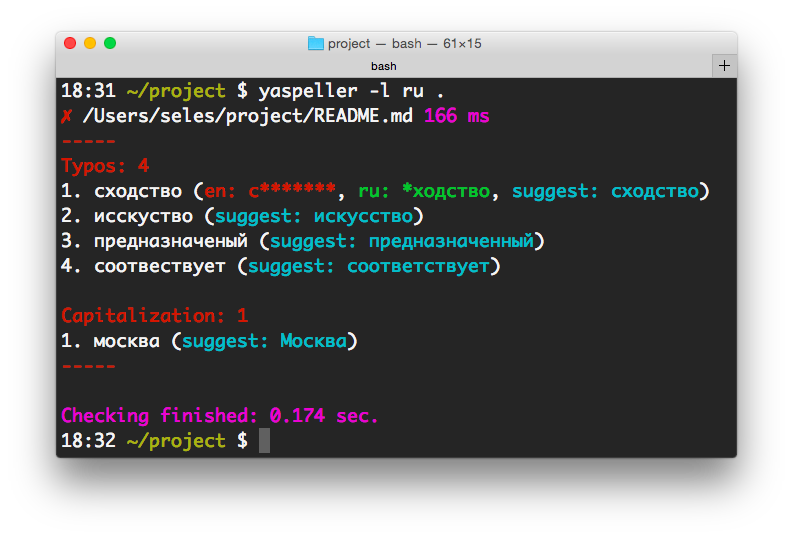 project — bash — 61×15
bash
18:31 ~/project $ yaspeller -l ru .
✗ /Users/seles/project/README.md 166 ms
-----
Typos: 4
1. cходство (en: c*******, ru: *ходство, suggest: сходство)
2. исскуство (suggest: искусство)
3. предназначеный (suggest: предназначенный)
4. соотвествует (suggest: соответствует)
Capitalization: 1
1. москва (suggest: Москва)
-----
Checking finished: 0.174 sec.
18:32 ~/project $